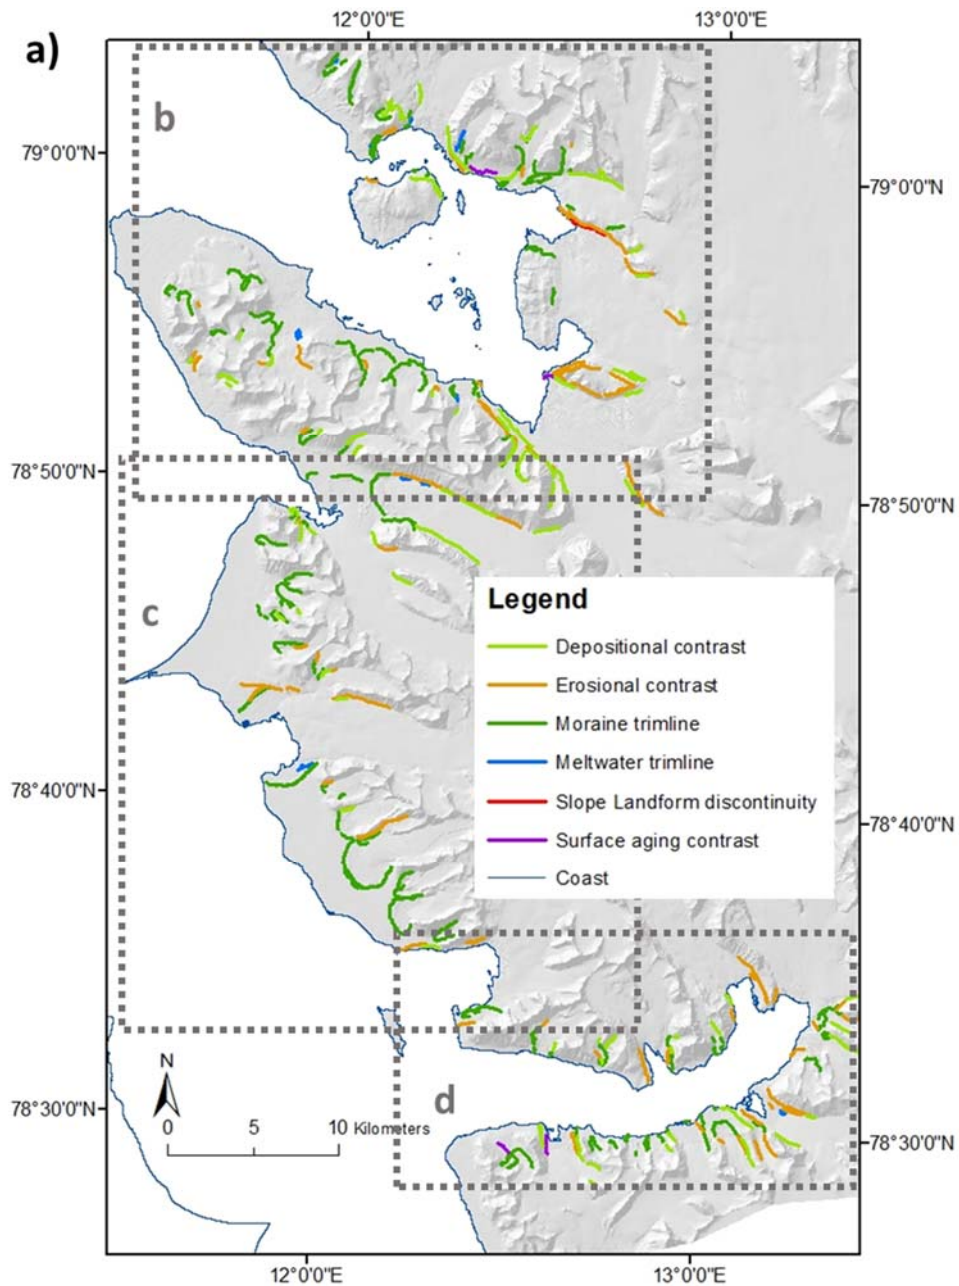 a)
12°0'0"E
13°0'0"E
b
79°0'0"N
79°0'0"N
78°50'0"N
78°50'0"N
c
Legend
Depositional contrast
Erosional contrast
Moraine trimline
Meltwater trimline
Slope Landform discontinuity
Surface aging contrast
Coast
78°40'0"N
78°40'0"N
N
0 5 10 Kilometers
d
78°30'0"N
78°30'0"N
12°0'0"E
13°0'0"E